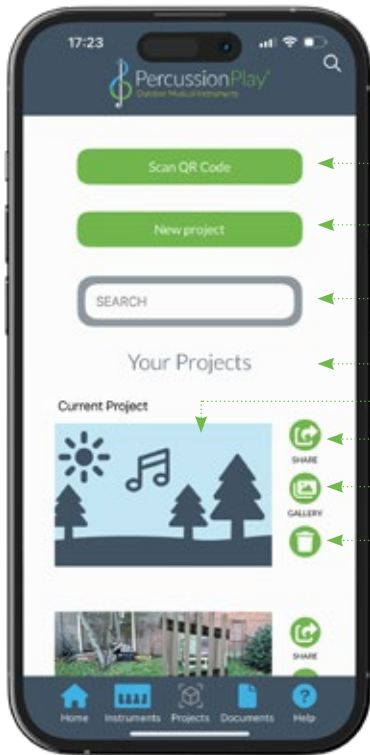 17:23
PercussionPlay®
Outdoor Musical Instruments
Scan QR Code
New project
SEARCH
Your Projects
Current Project
SHARE
GALLERY
SHARE
Home Instruments Projects Documents Help
?